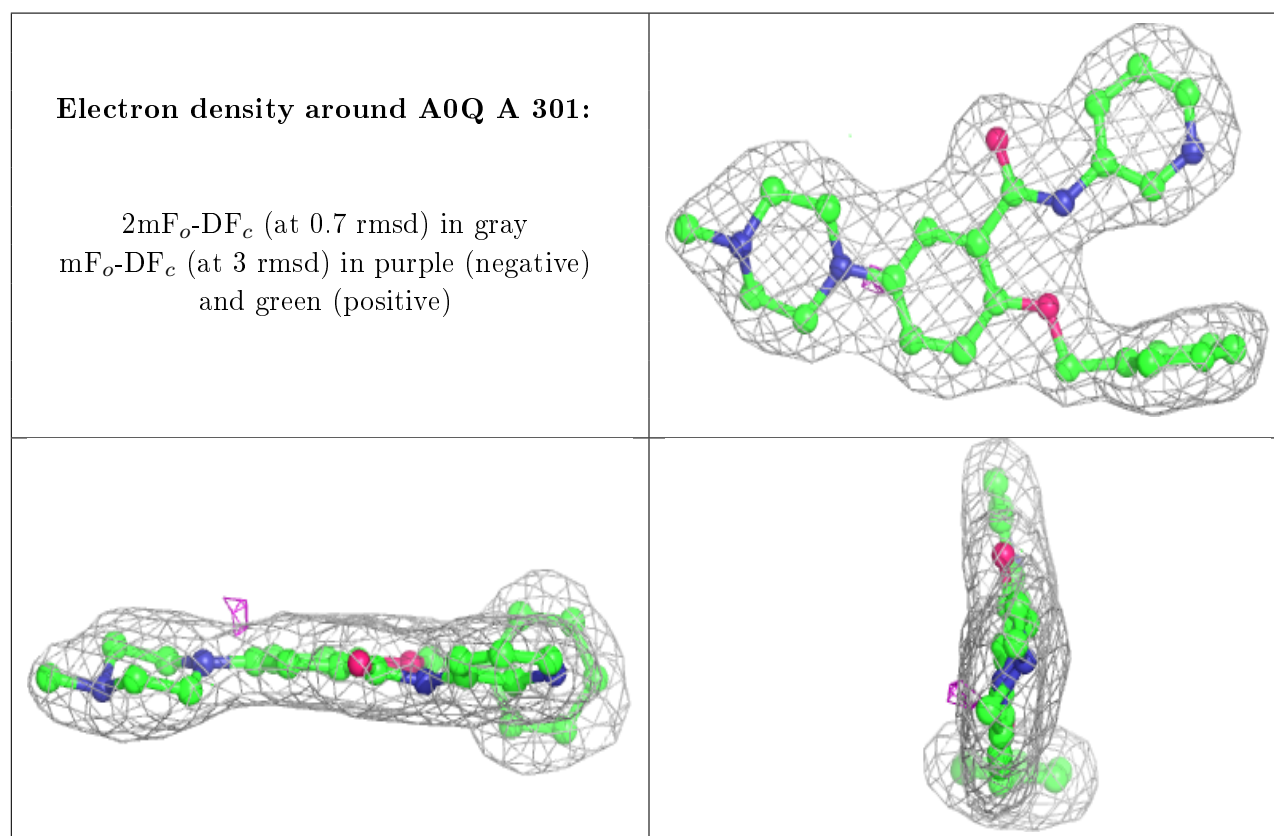 Electron density around A0Q A 301:
2mFₒ-DF𝑐 (at 0.7 rmsd) in gray
mFₒ-DF𝑐 (at 3 rmsd) in purple (negative)
and green (positive)